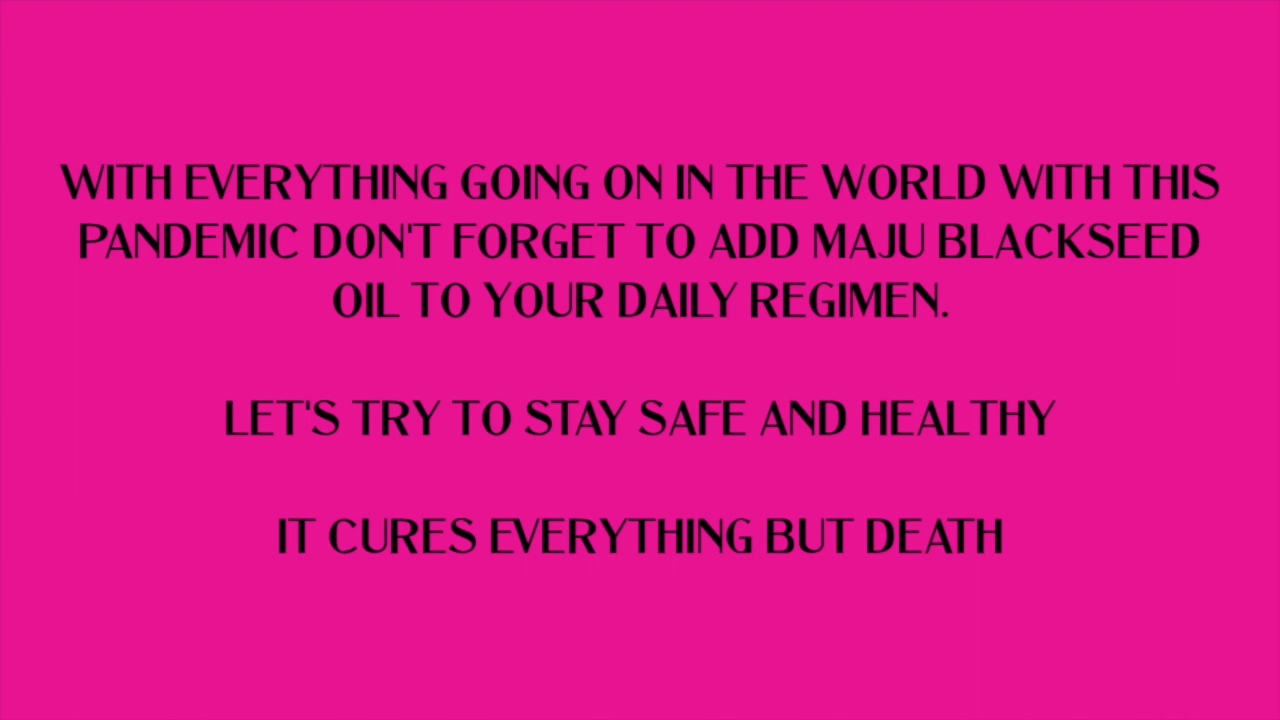 WITH EVERYTHING GOING ON IN THE WORLD WITH THIS
PANDEMIC DON'T FORGET TO ADD MAJU BLACKSEED
OIL TO YOUR DAILY REGIMEN.
LET'S TRY TO STAY SAFE AND HEALTHY
IT CURES EVERYTHING BUT DEATH